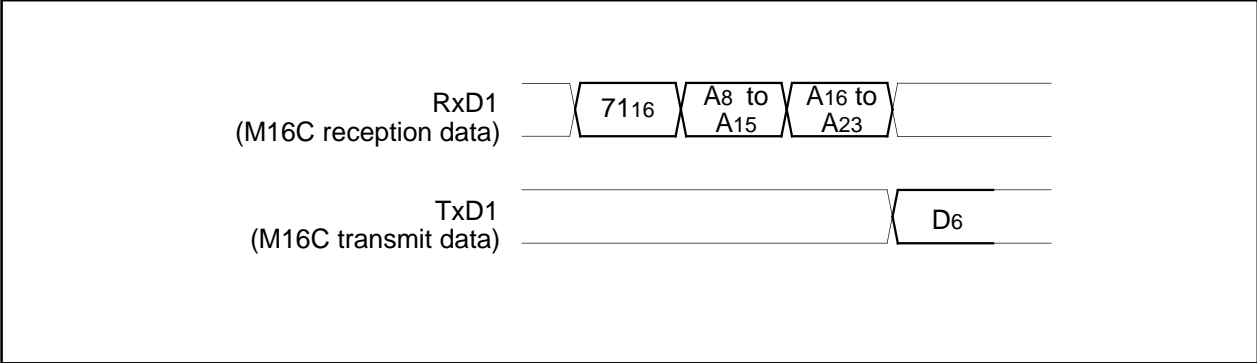 RxD1
(M16C reception data)
7116
A8 to
A15
A16 to
A23
TxD1
(M16C transmit data)
D6